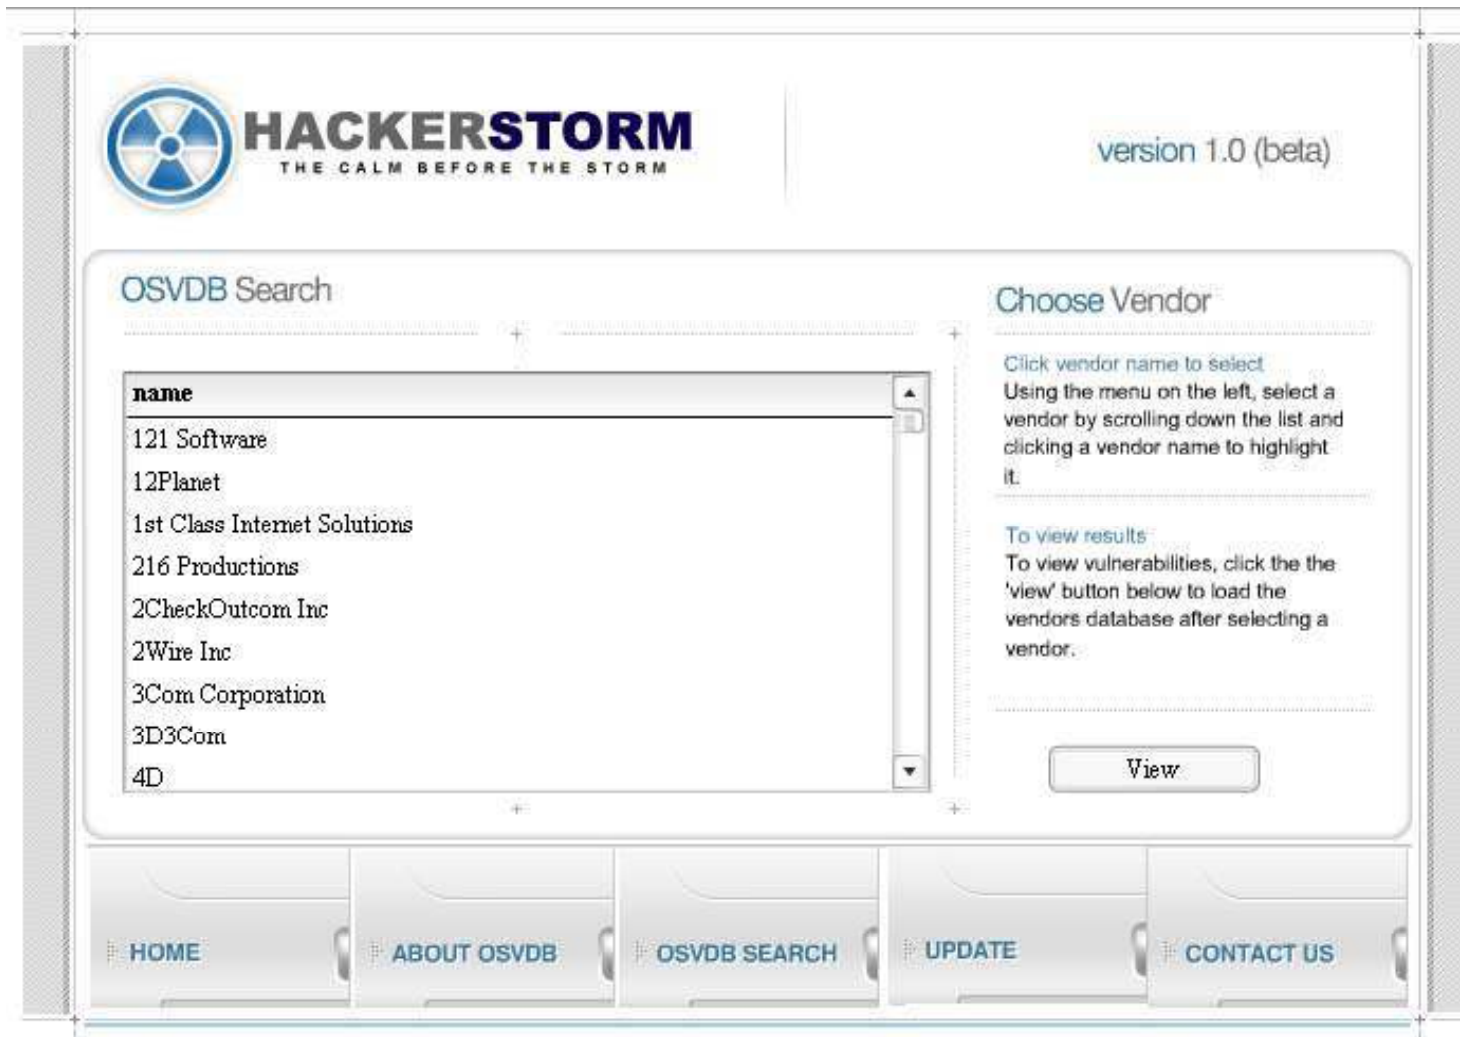 HACKERSTORM
THE CALM BEFORE THE STORM
version 1.0 (beta)
OSVDB Search
name
121 Software
12Planet
1st Class Internet Solutions
216 Productions
2CheckOutcom Inc
2Wire Inc
3Com Corporation
3D3Com
4D
Choose Vendor
Click vendor name to select
Using the menu on the left, select a
vendor by scrolling down the list and
clicking a vendor name to highlight
it.
To view results
To view vulnerabilities, click the the
'view' button below to load the
vendors database after selecting a
vendor.
View
HOME
ABOUT OSVDB
OSVDB SEARCH
UPDATE
CONTACT US